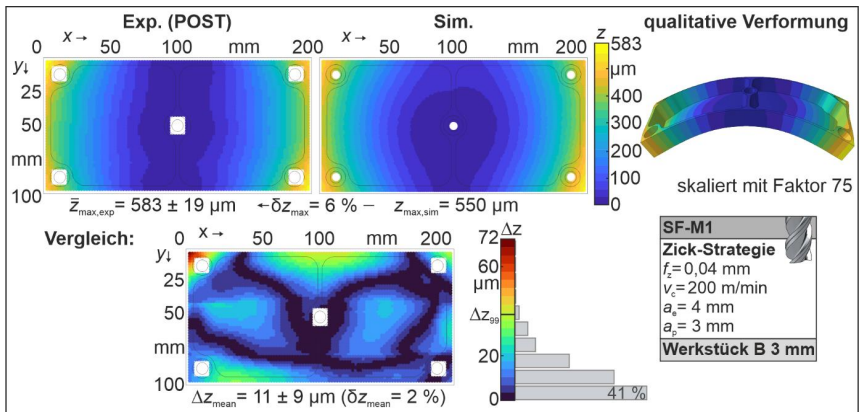 Exp. (POST)
Sim.
qualitative Verformung
x→
0 50 100 mm 200
x→
50 100 mm 200
z
583
µm
400
300
200
100
0
y↓
25
50
mm
100
skaliert mit Faktor 75
z̄max,exp = 583 ± 19 µm ←δzmax = 6 % – zmax,sim = 550 µm
Vergleich:
x→
0 50 100 mm 200
y↓
25
50
mm
100
Δz
72
60
µm
Δz99
20
0
41 %
Δzmean = 11 ± 9 µm (δzmean = 2 %)
SF-M1
Zick-Strategie
fz = 0,04 mm
vc = 200 m/min
ae = 4 mm
ap = 3 mm
Werkstück B 3 mm